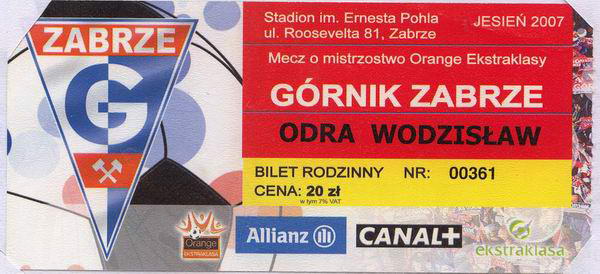 ZABRZE
G
Stadion im. Ernesta Pohla
JESIEŃ 2007
ul. Roosevelta 81, Zabrze
Mecz o mistrzostwo Orange Ekstraklasy
GÓRNIK ZABRZE
ODRA WODZISŁAW
BILET RODZINNY NR: 00361
CENA: 20 zł
w tym 7% VAT
Orange
EKSTRAKLASA
Allianz
CANAL+
ekstraklasa